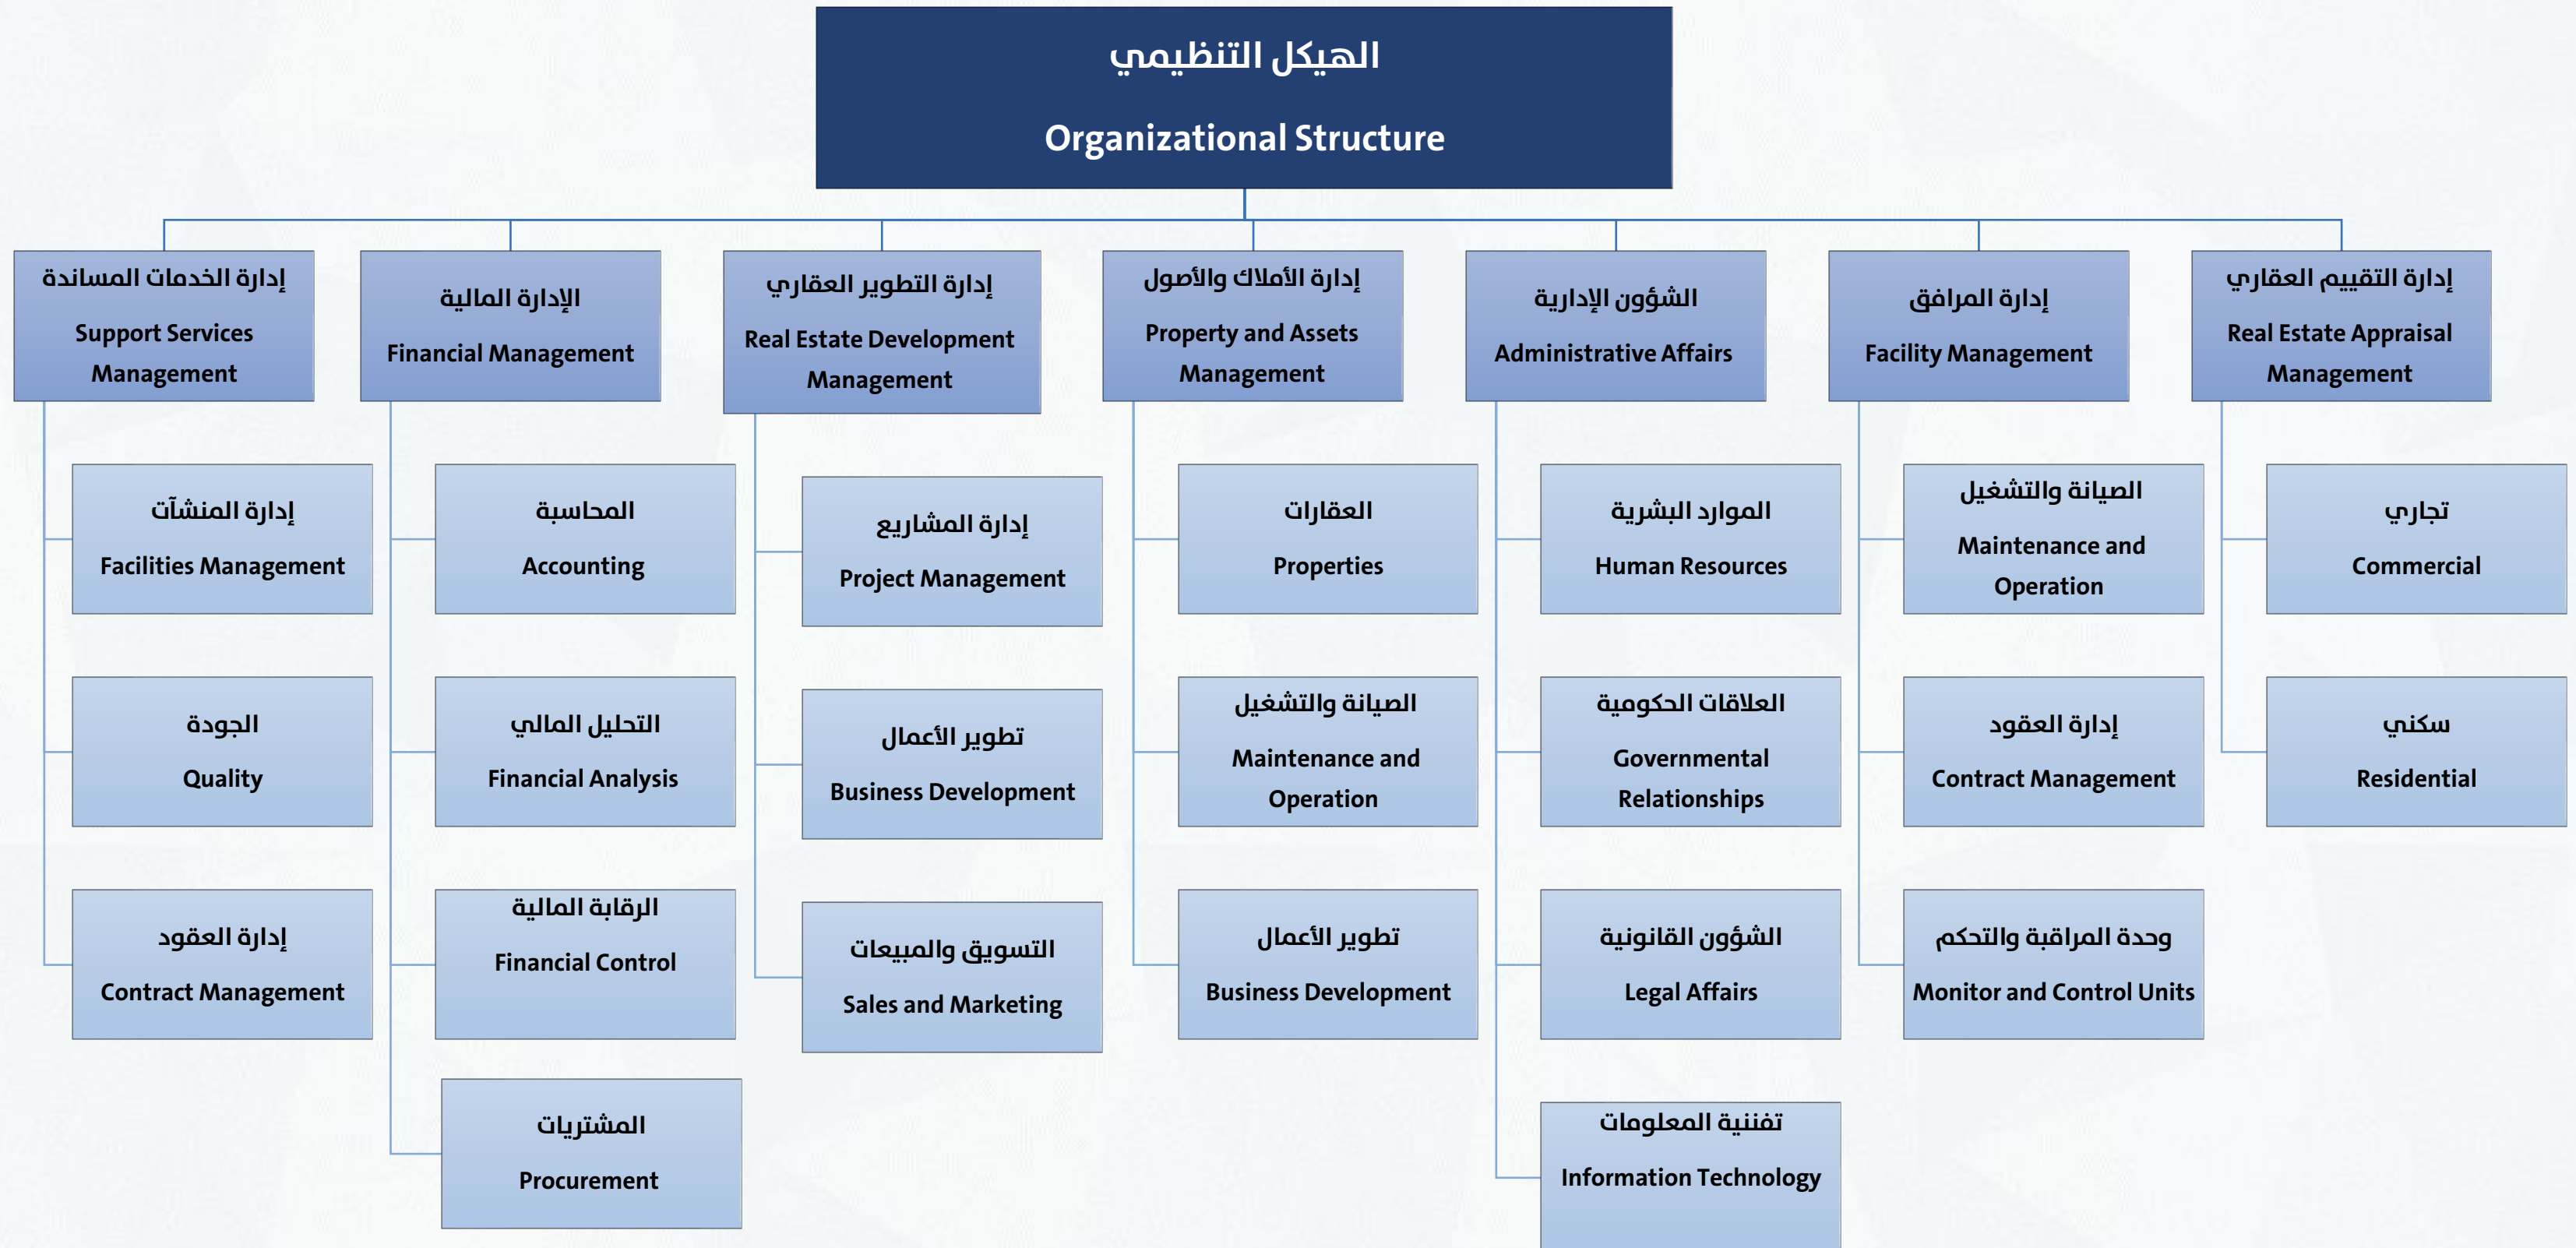 الهيكل التنظيمي
Organizational Structure
إدارة الخدمات المساندة
Support Services
Management
إدارة المنشآت
Facilities Management
الجودة
Quality
إدارة العقود
Contract Management
الإدارة المالية
Financial Management
المحاسبة
Accounting
التحليل المالي
Financial Analysis
الرقابة المالية
Financial Control
المشتريات
Procurement
إدارة التطوير العقاري
Real Estate Development
Management
إدارة المشاريع
Project Management
تطوير الأعمال
Business Development
التسويق والمبيعات
Sales and Marketing
إدارة الأملاك والأصول
Property and Assets
Management
العقارات
Properties
الصيانة والتشغيل
Maintenance and
Operation
تطوير الأعمال
Business Development
الشؤون الإدارية
Administrative Affairs
الموارد البشرية
Human Resources
العلاقات الحكومية
Governmental
Relationships
الشؤون القانونية
Legal Affairs
تفننية المعلومات
Information Technology
إدارة المرافق
Facility Management
الصيانة والتشغيل
Maintenance and
Operation
إدارة العقود
Contract Management
وحدة المراقبة والتحكم
Monitor and Control Units
إدارة التقييم العقاري
Real Estate Appraisal
Management
تجاري
Commercial
سكني
Residential